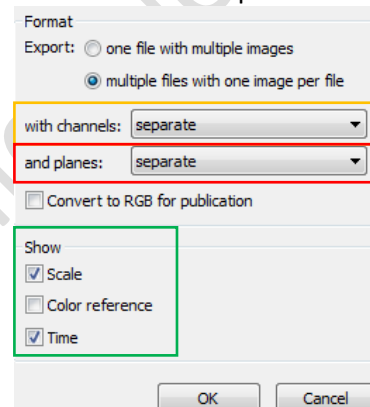 Format
Export: one file with multiple images
multiple files with one image per file
with channels: separate
and planes: separate
Convert to RGB for publication
Show
Scale
Color reference
Time
OK Cancel